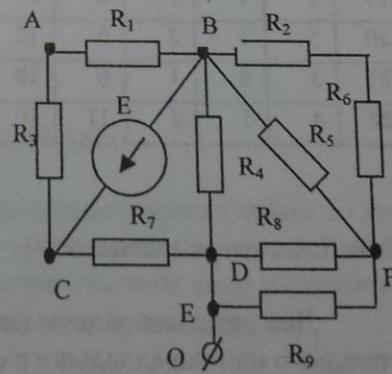 A R₁ B R₂
R₆
R₃ E R₄ R₅
R₇ R₈
C D F
E
O R₉